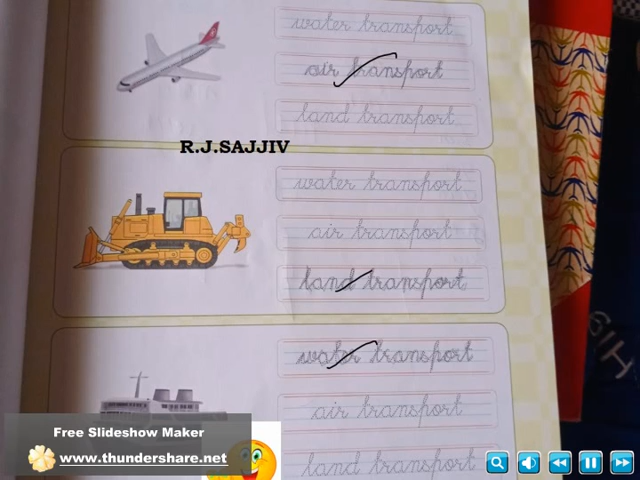 water transport
air transport
land transport
R.J.SAJJIV
water transport
air transport
land transport
water transport
air transport
land transport
Free Slideshow Maker
www.thundershare.net